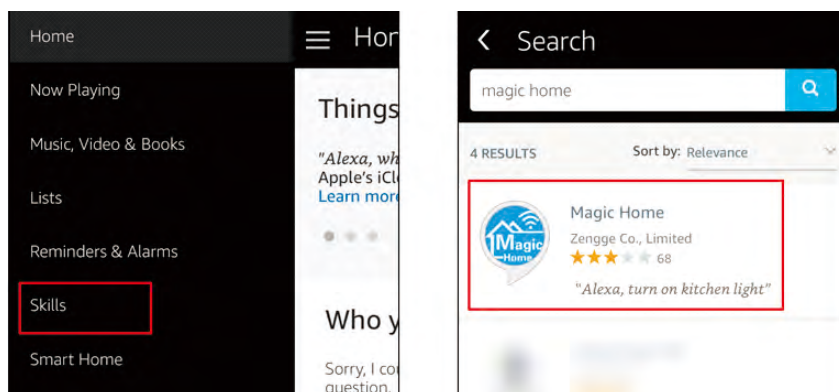 Home
Now Playing
Music, Video & Books
Lists
Reminders & Alarms
Skills
Smart Home
Hor
Things
"Alexa, wh
Apple's iCl
Learn mor
Who y
Sorry, I co
question.
Search
magic home
4 RESULTS
Sort by: Relevance
Magic
Home
Magic Home
Zengge Co., Limited
68
"Alexa, turn on kitchen light"